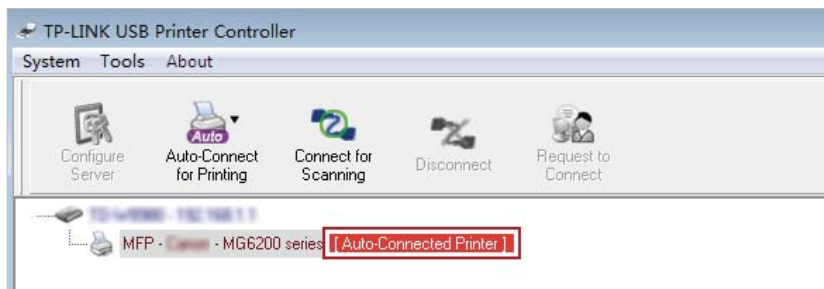 TP-LINK USB Printer Controller
System Tools About
Auto
Configure Server
Auto-Connect for Printing
Connect for Scanning
Disconnect
Request to Connect
MFP - - MG6200 series [ Auto-Connected Printer ]